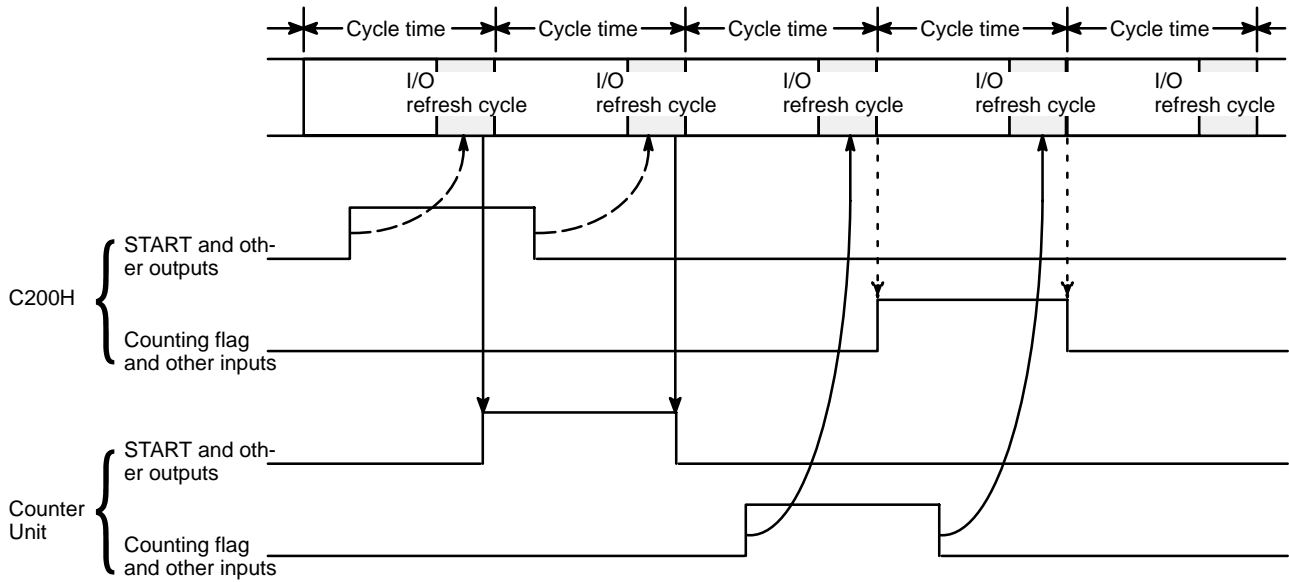 Cycle time Cycle time Cycle time Cycle time Cycle time
I/O I/O I/O I/O I/O
refresh cycle refresh cycle refresh cycle refresh cycle refresh cycle
START and oth-
er outputs
C200H
Counting flag
and other inputs
START and oth-
er outputs
Counter
Unit
Counting flag
and other inputs